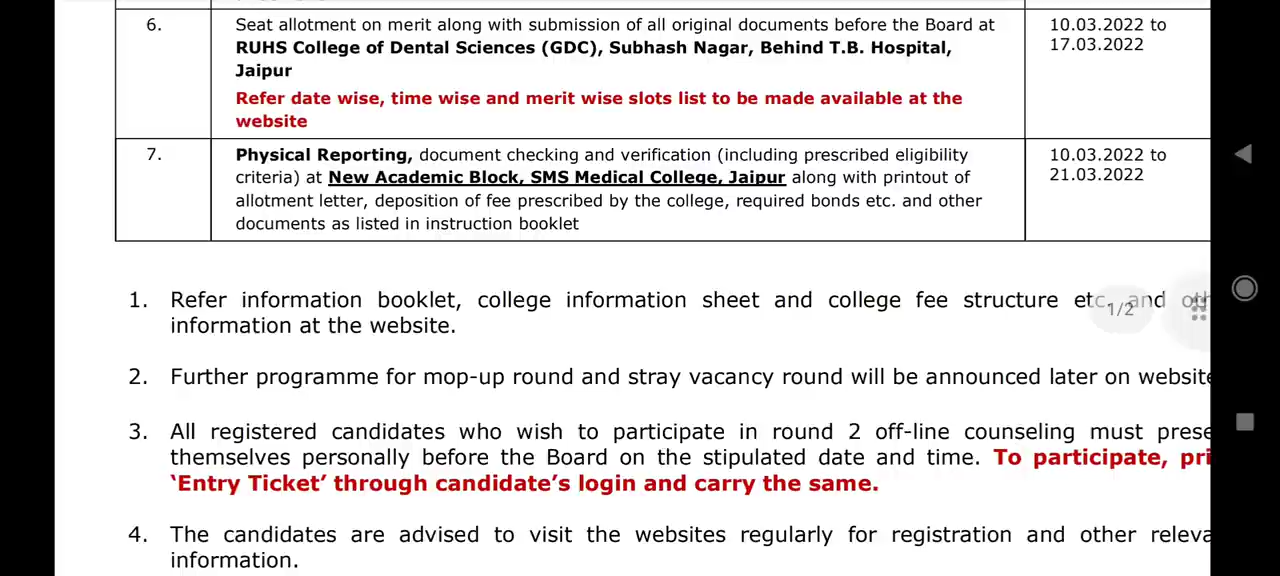 6. Seat allotment on merit along with submission of all original documents before the Board at 10.03.2022 to
RUHS College of Dental Sciences (GDC), Subhash Nagar, Behind T.B. Hospital, 17.03.2022
Jaipur
Refer date wise, time wise and merit wise slots list to be made available at the
website
7. Physical Reporting, document checking and verification (including prescribed eligibility 10.03.2022 to
criteria) at New Academic Block, SMS Medical College, Jaipur along with printout of 21.03.2022
allotment letter, deposition of fee prescribed by the college, required bonds etc. and other
documents as listed in instruction booklet
1. Refer information booklet, college information sheet and college fee structure etc. and oth
information at the website.
1/2
2. Further programme for mop-up round and stray vacancy round will be announced later on website
3. All registered candidates who wish to participate in round 2 off-line counseling must prese
themselves personally before the Board on the stipulated date and time. To participate, pri
‘Entry Ticket’ through candidate’s login and carry the same.
4. The candidates are advised to visit the websites regularly for registration and other releva
information.